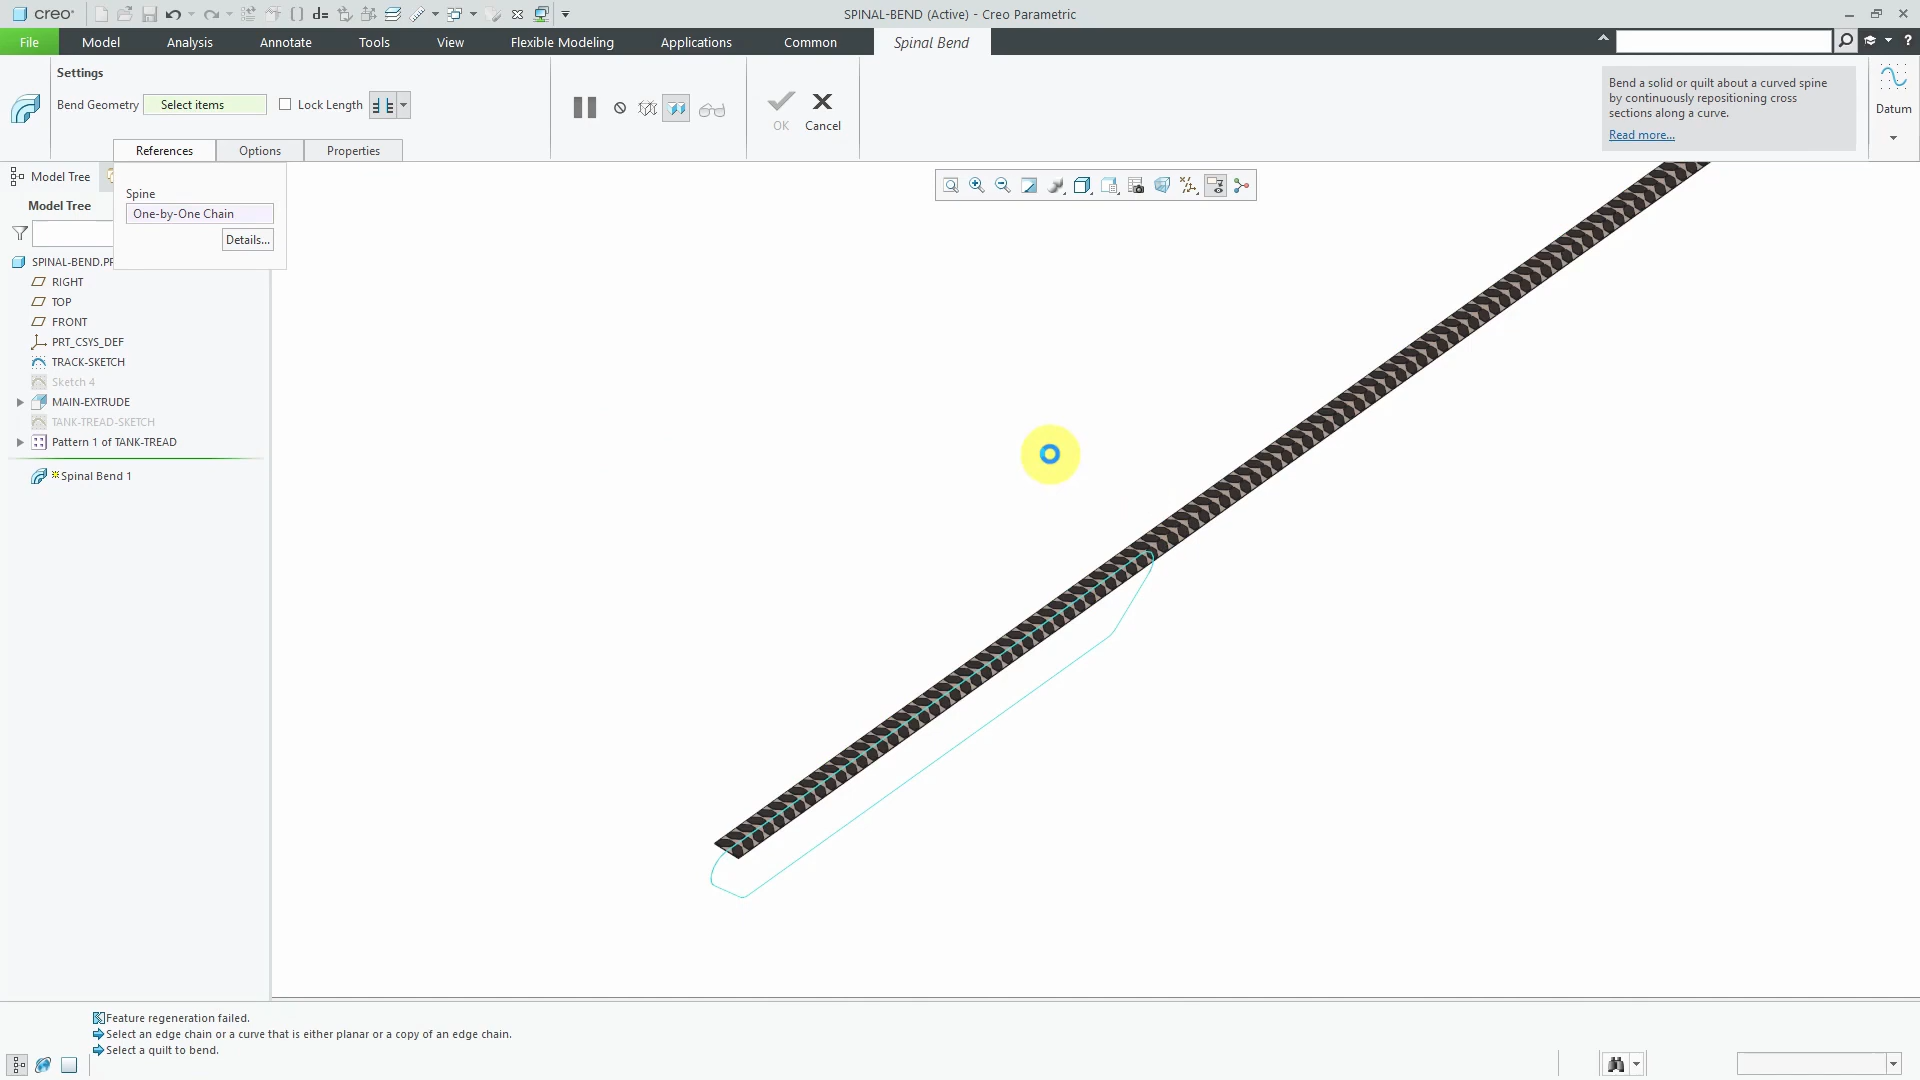 creo
SPINAL-BEND (Active) - Creo Parametric
File
Model
Analysis
Annotate
Tools
View
Flexible Modeling
Applications
Common
Spinal Bend
Settings
Bend Geometry
Select items
Lock Length
OK
Cancel
Bend a solid or quilt about a curved spine
by continuously repositioning cross
sections along a curve.
Read more...
Datum
References
Options
Properties
Model Tree
Model Tree
Spine
One-by-One Chain
Details...
SPINAL-BEND.PR
RIGHT
TOP
FRONT
PRT_CSYS_DEF
TRACK-SKETCH
Sketch 4
MAIN-EXTRUDE
TANK-TREAD-SKETCH
Pattern 1 of TANK-TREAD
Spinal Bend 1
Feature regeneration failed.
Select an edge chain or a curve that is either planar or a copy of an edge chain.
Select a quilt to bend.